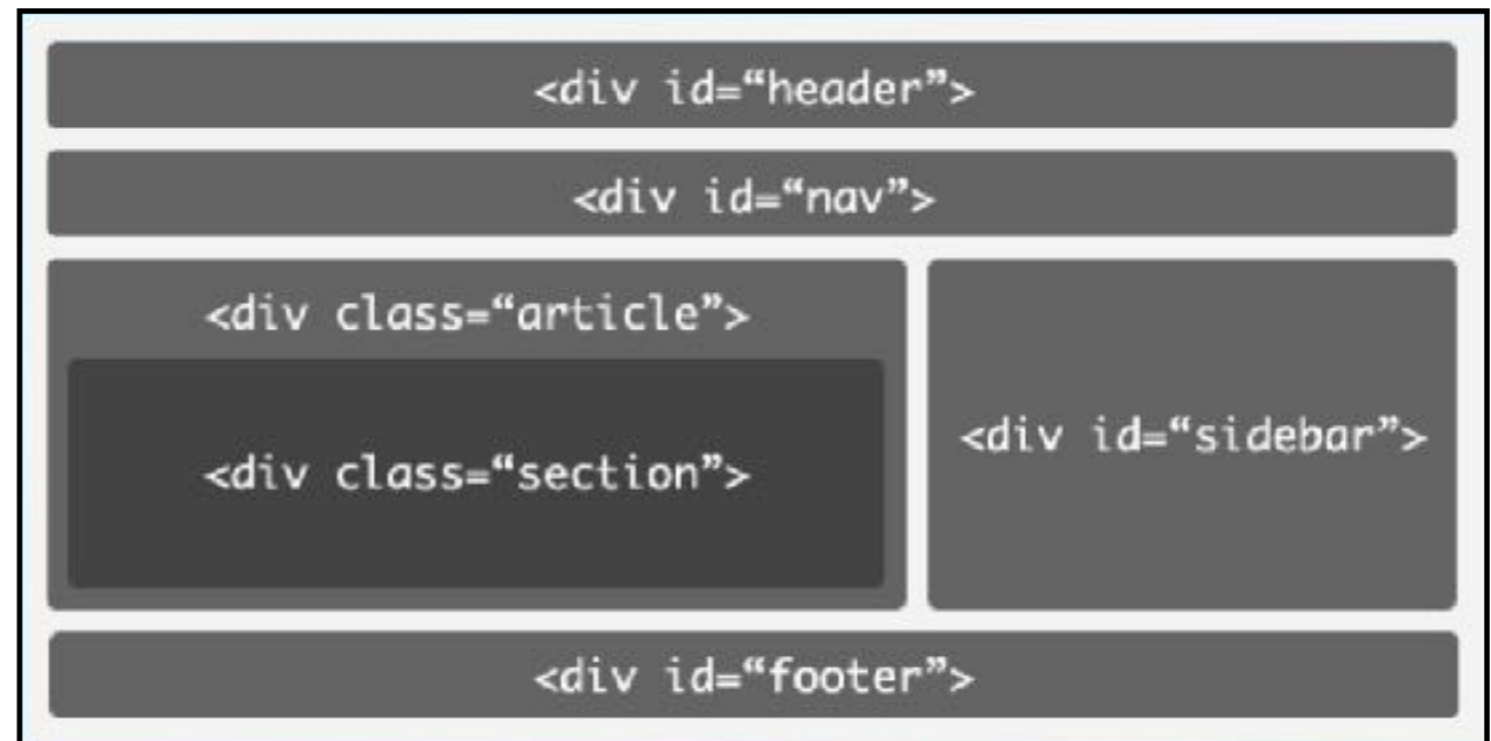 <div id=“header”>
<div id=“nav”>
<div class=“article”>
<div class=“section”>
<div id=“sidebar”>
<div id=“footer”>